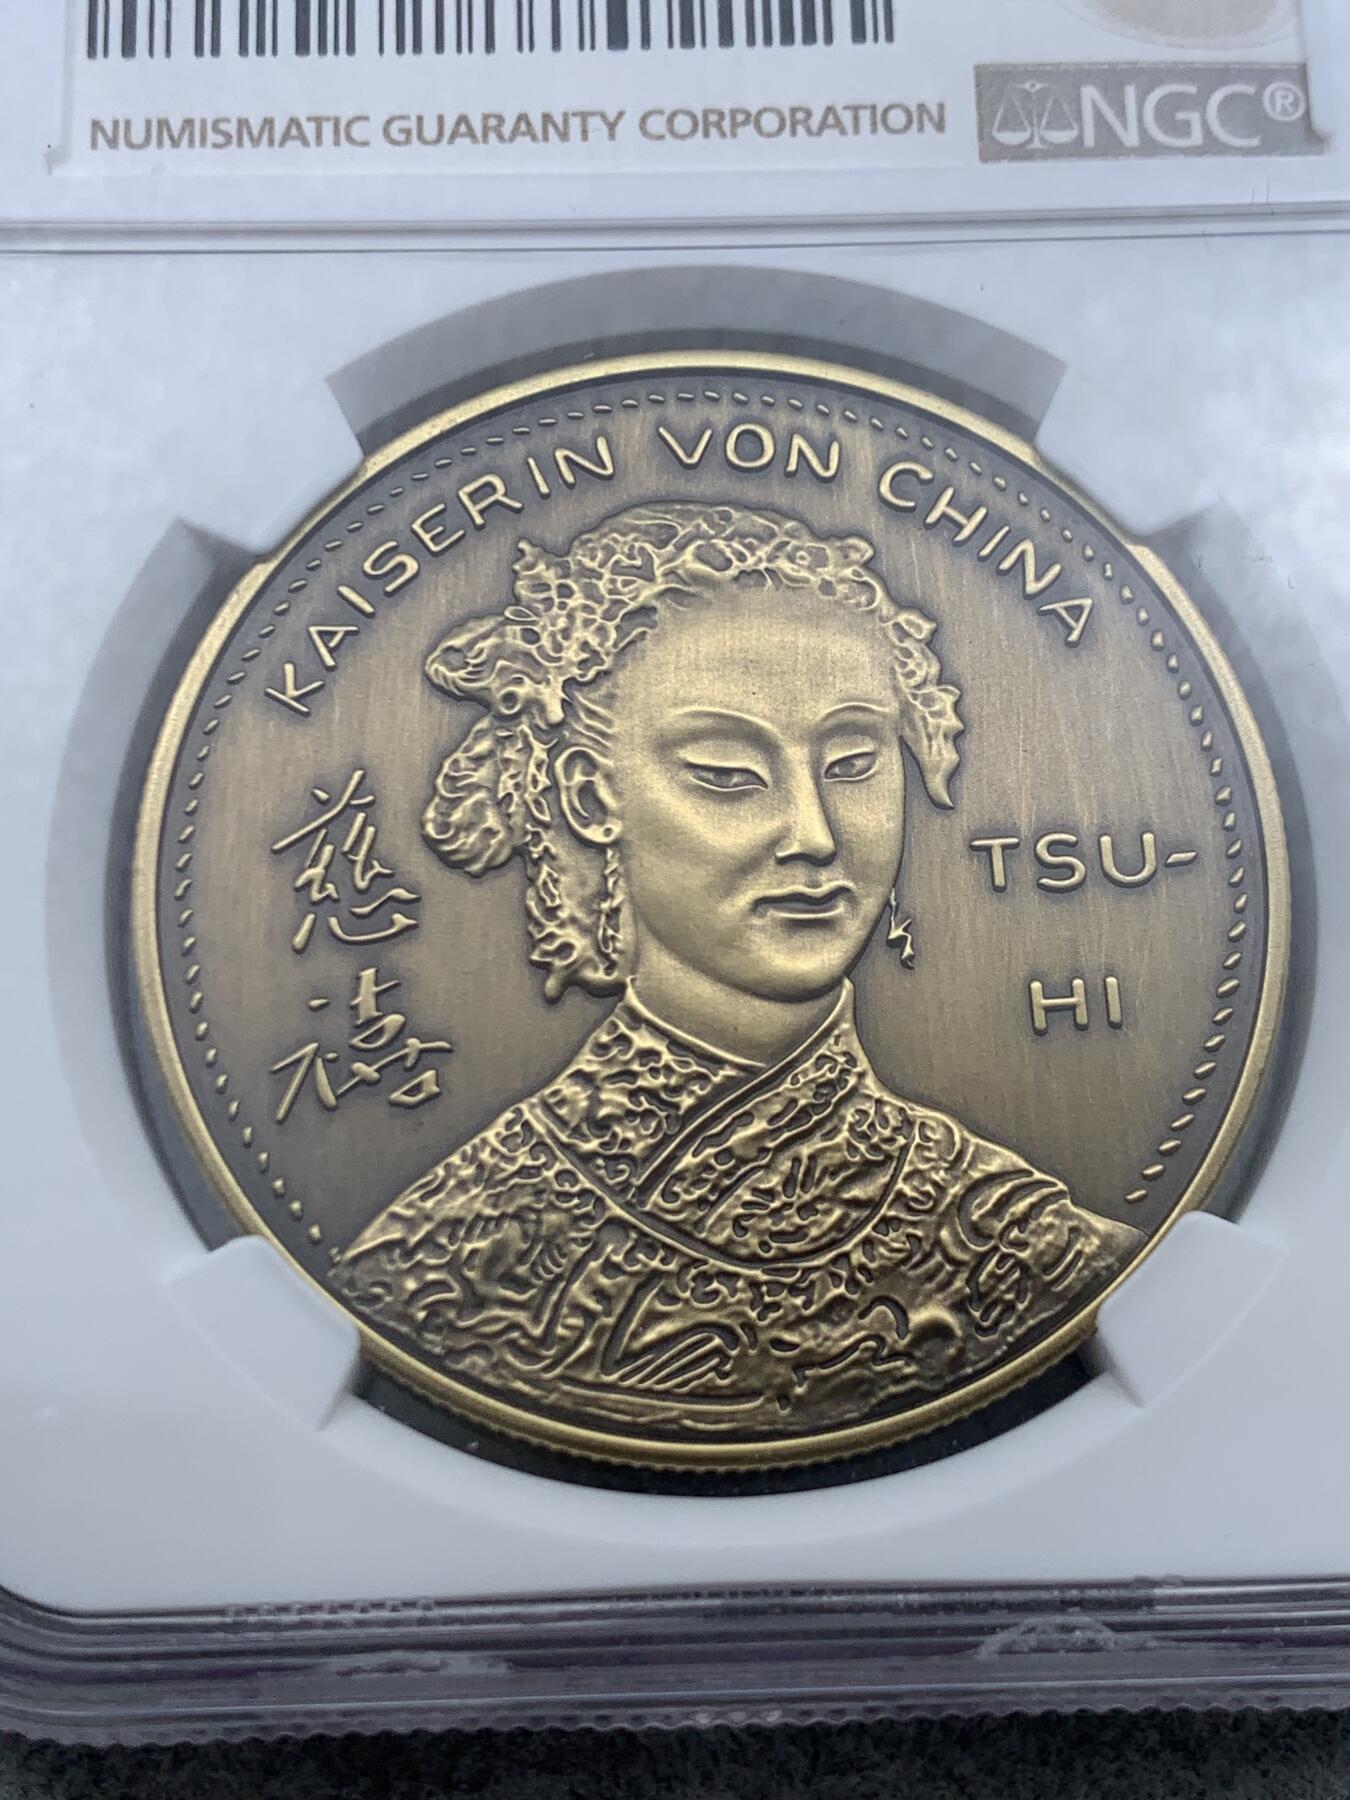 NUMISMATIC GUARANTY CORPORATION
NGC®
KAISERIN VON CHINA
慈禧
TSU-
HI